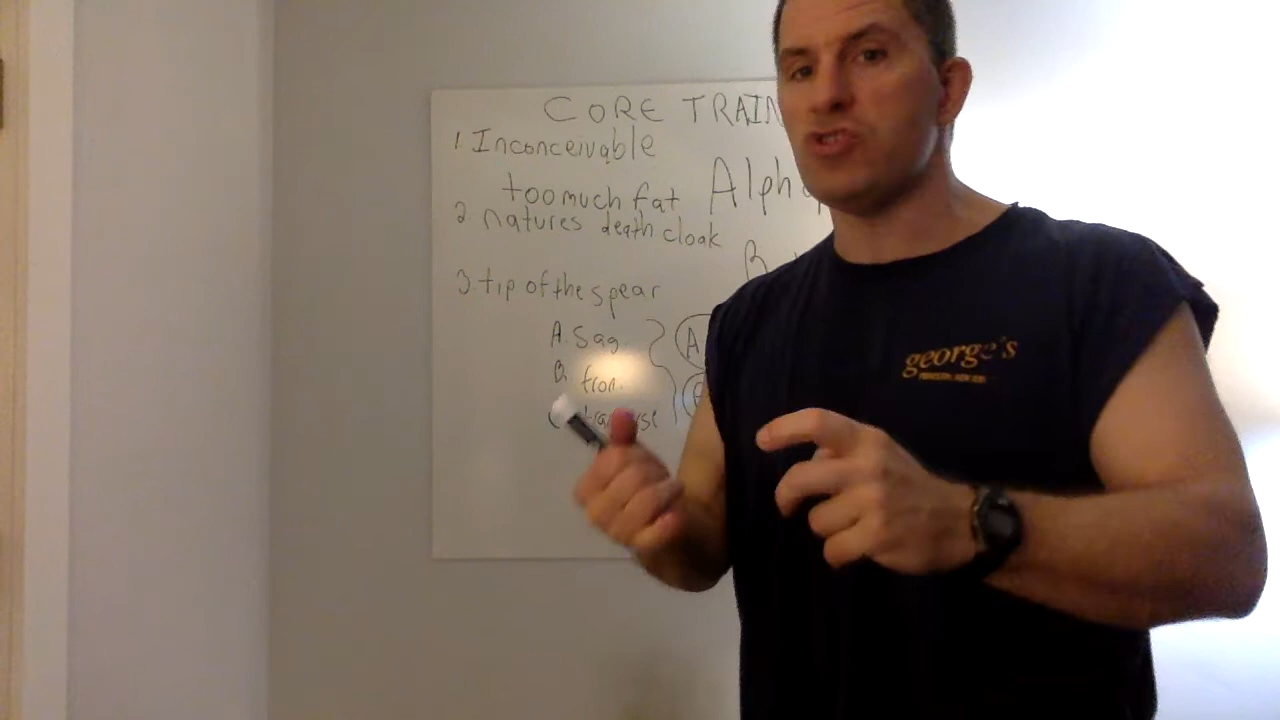 CORE TRAIN
1 Inconceivable
too much fat Alph
2. natures death cloak
B
3. tip of the spear
A. Sag A
B fron
george's